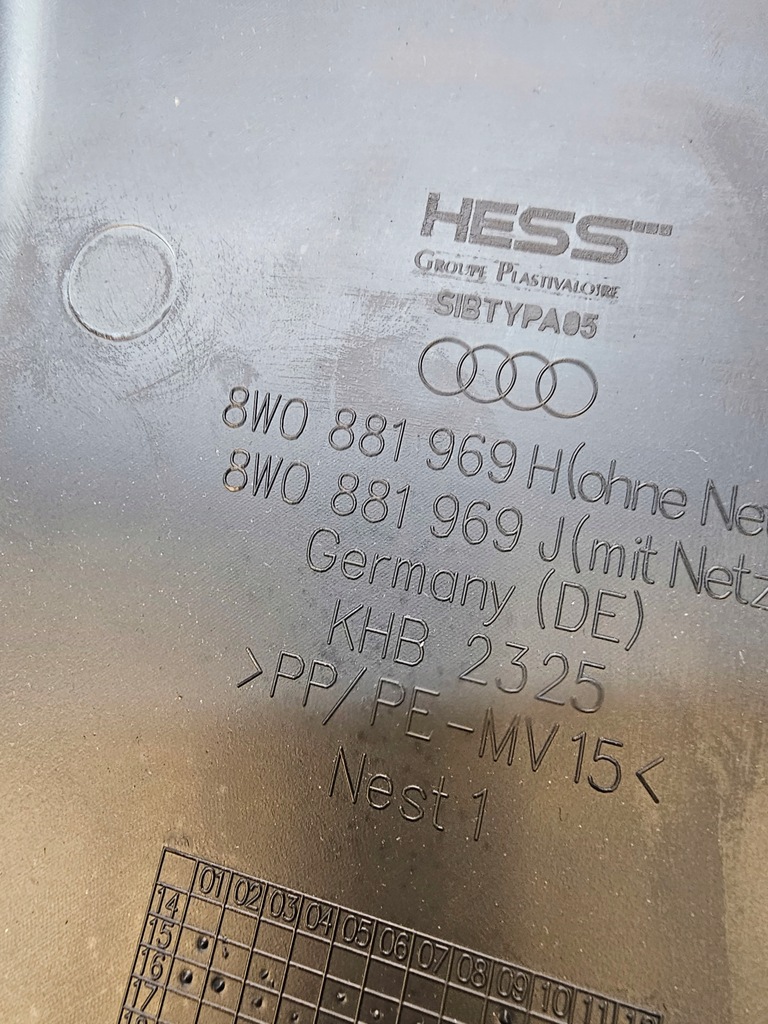 HESS
GROUPE PLASTIVALOIRE
SIBTYPA05
8W0 881 969 H(ohne Ne
8W0 881 969 J(mit Netz
Germany (DE)
KHB 2325
>PP/PE-MV15<
Nest 1
01 02 03 04 05 06 07 08 09 10 11 12
14
15
16
17